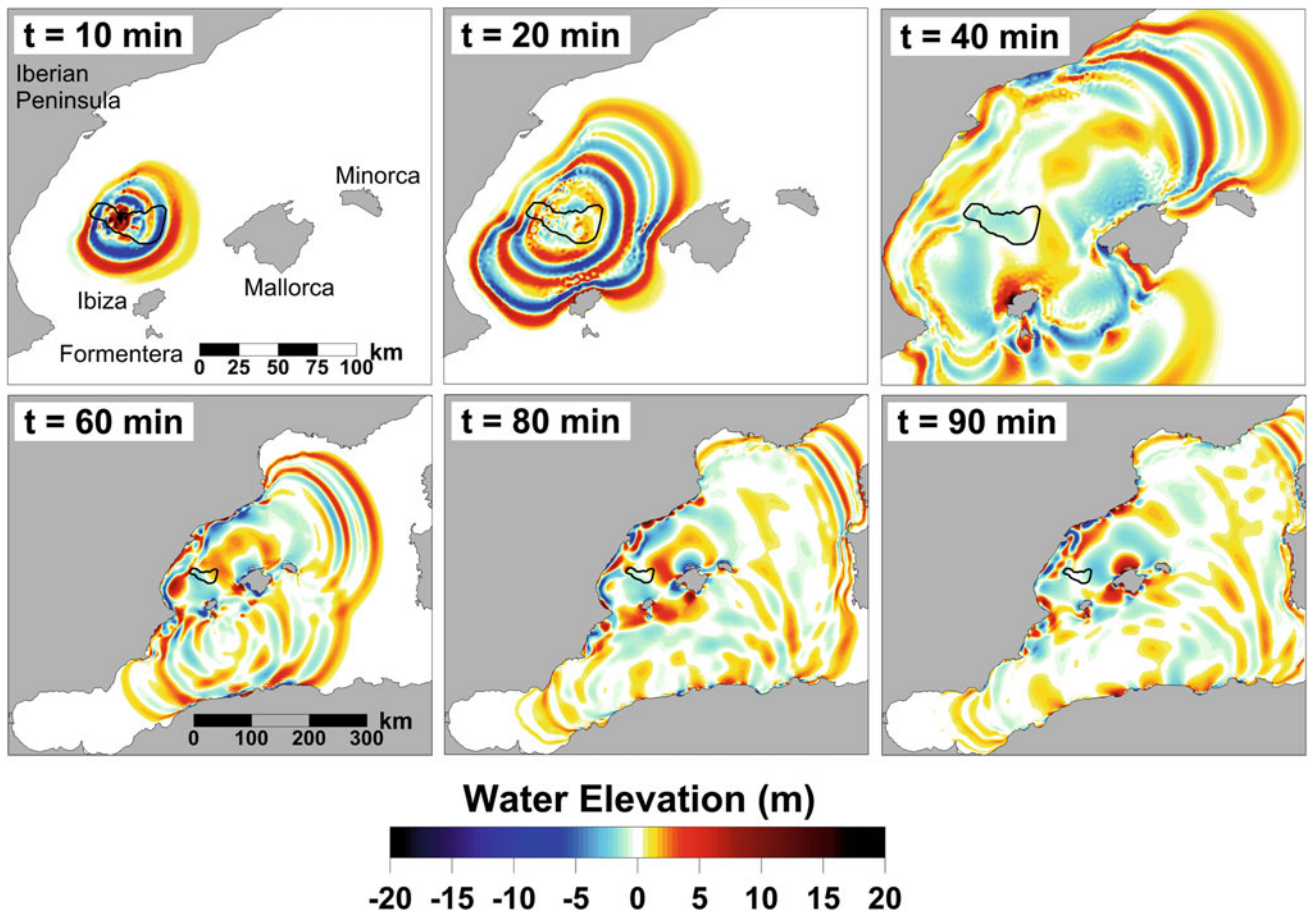 t = 10 min
Iberian
Peninsula
Minorca
Mallorca
Ibiza
Formentera
km
0 25 50 75 100
t = 20 min
t = 40 min
t = 60 min
km
0 100 200 300
t = 80 min
t = 90 min
Water Elevation (m)
-20 -15 -10 -5 0 5 10 15 20